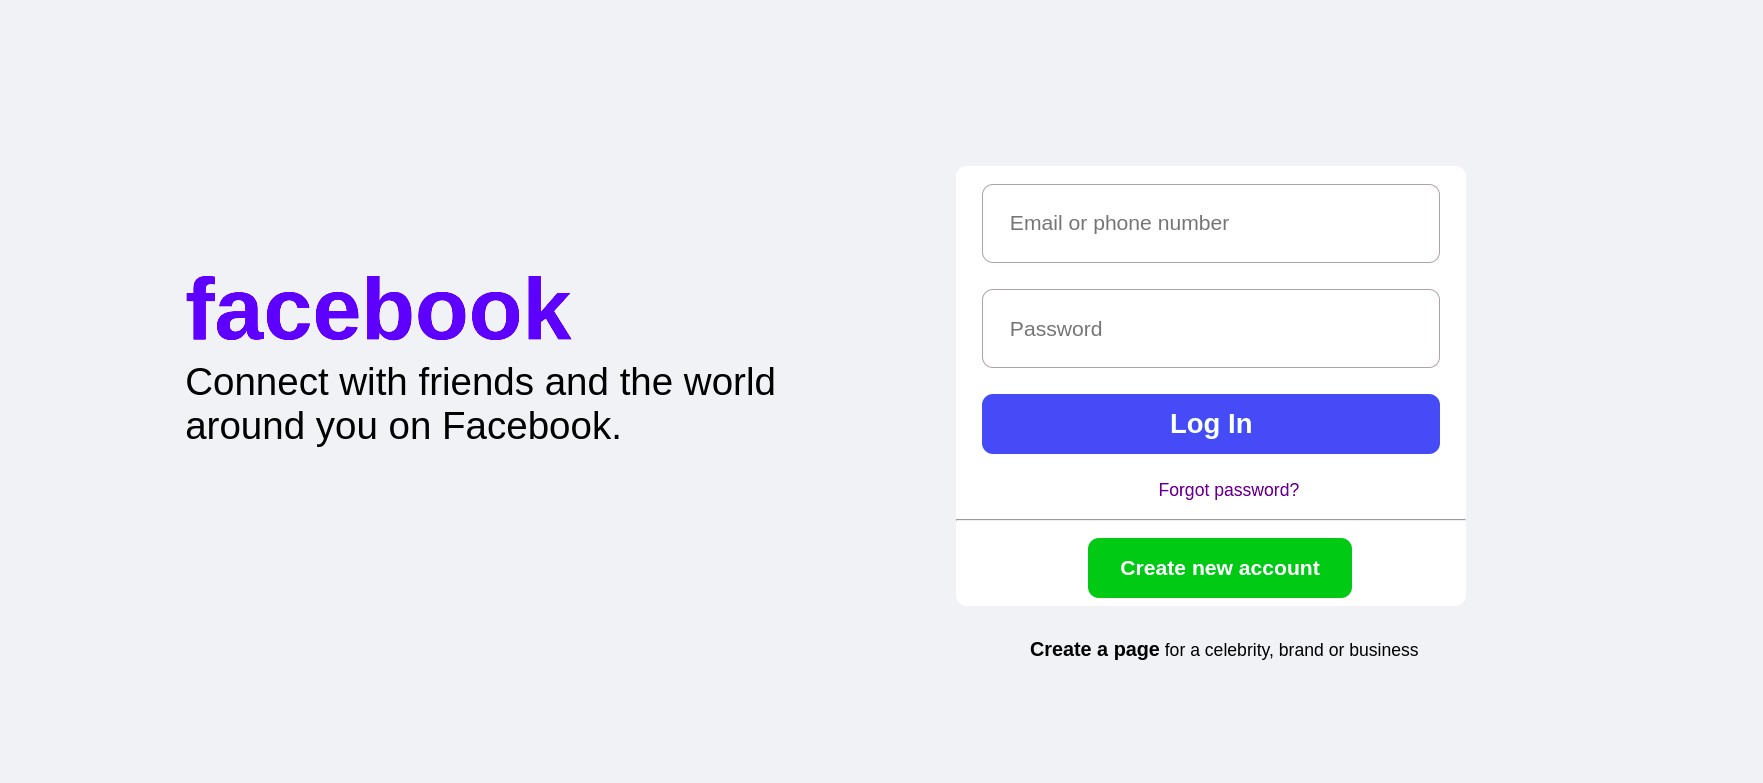 facebook
Connect with friends and the world
around you on Facebook.
Email or phone number
Password
Log In
Forgot password?
Create new account
Create a page for a celebrity, brand or business